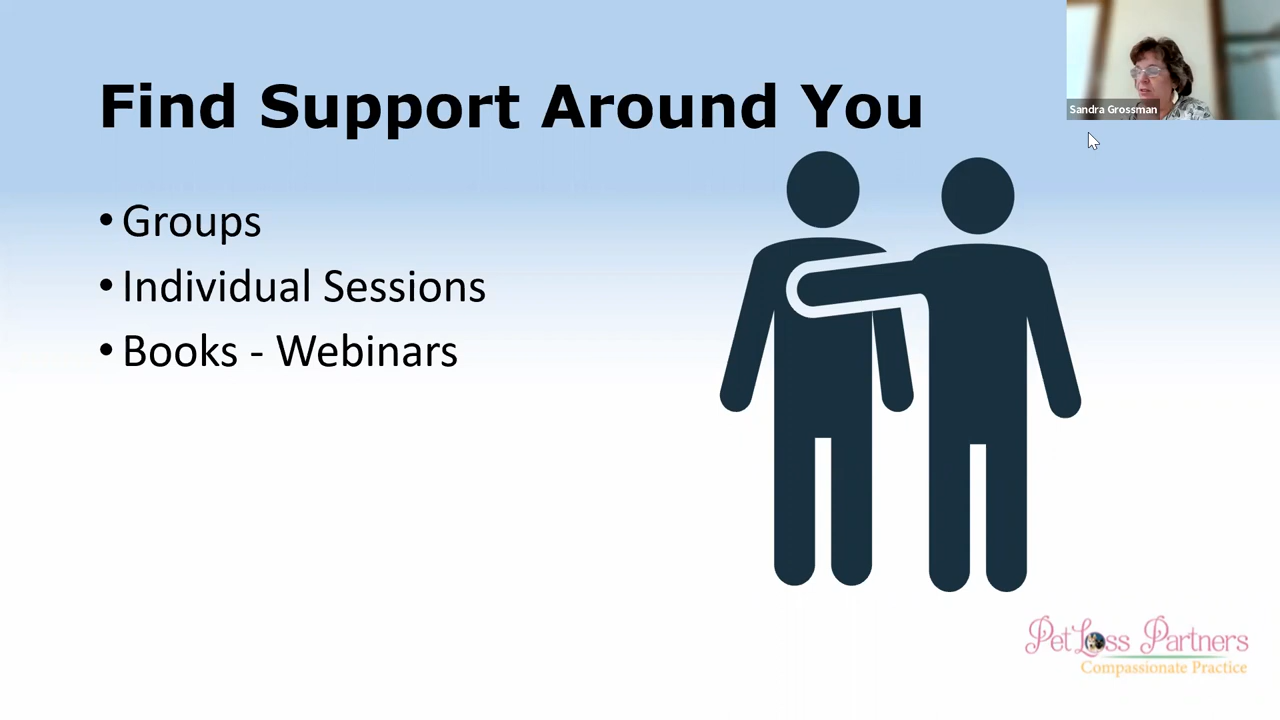 Find Support Around You
Sandra Grossman
• Groups
• Individual Sessions
• Books - Webinars
Pet Loss Partners
Compassionate Practice